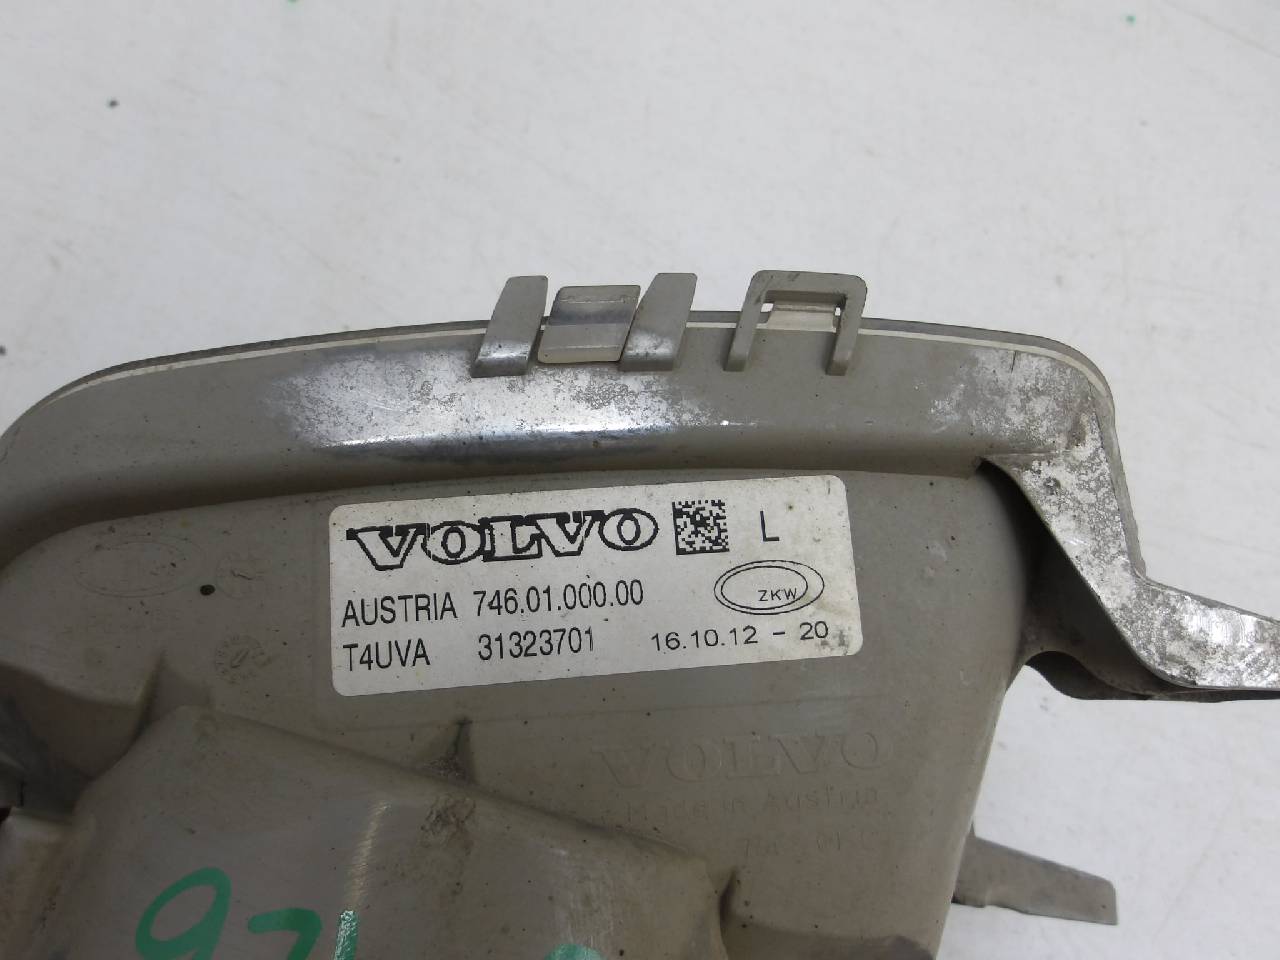 VOLVO L
AUSTRIA 746.01.000.00 ZKW
T4UVA 31323701 16.10.12 - 20
VOLVO
Made in Austria